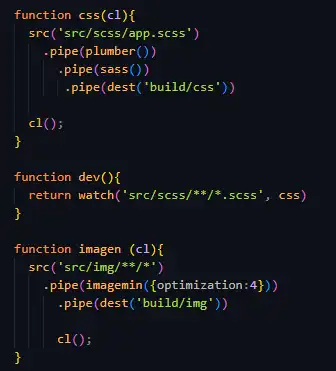 function css(cl){
  src('src/scss/app.scss')
    .pipe(plumber())
      .pipe(sass())
      .pipe(dest('build/css'))

  cl();
}

function dev(){
  return watch('src/scss/**/*.scss', css)
}

function imagen (cl){
  src('src/img/**/*')
    .pipe(imagemin({optimization:4}))
      .pipe(dest('build/img'))

      cl();
}